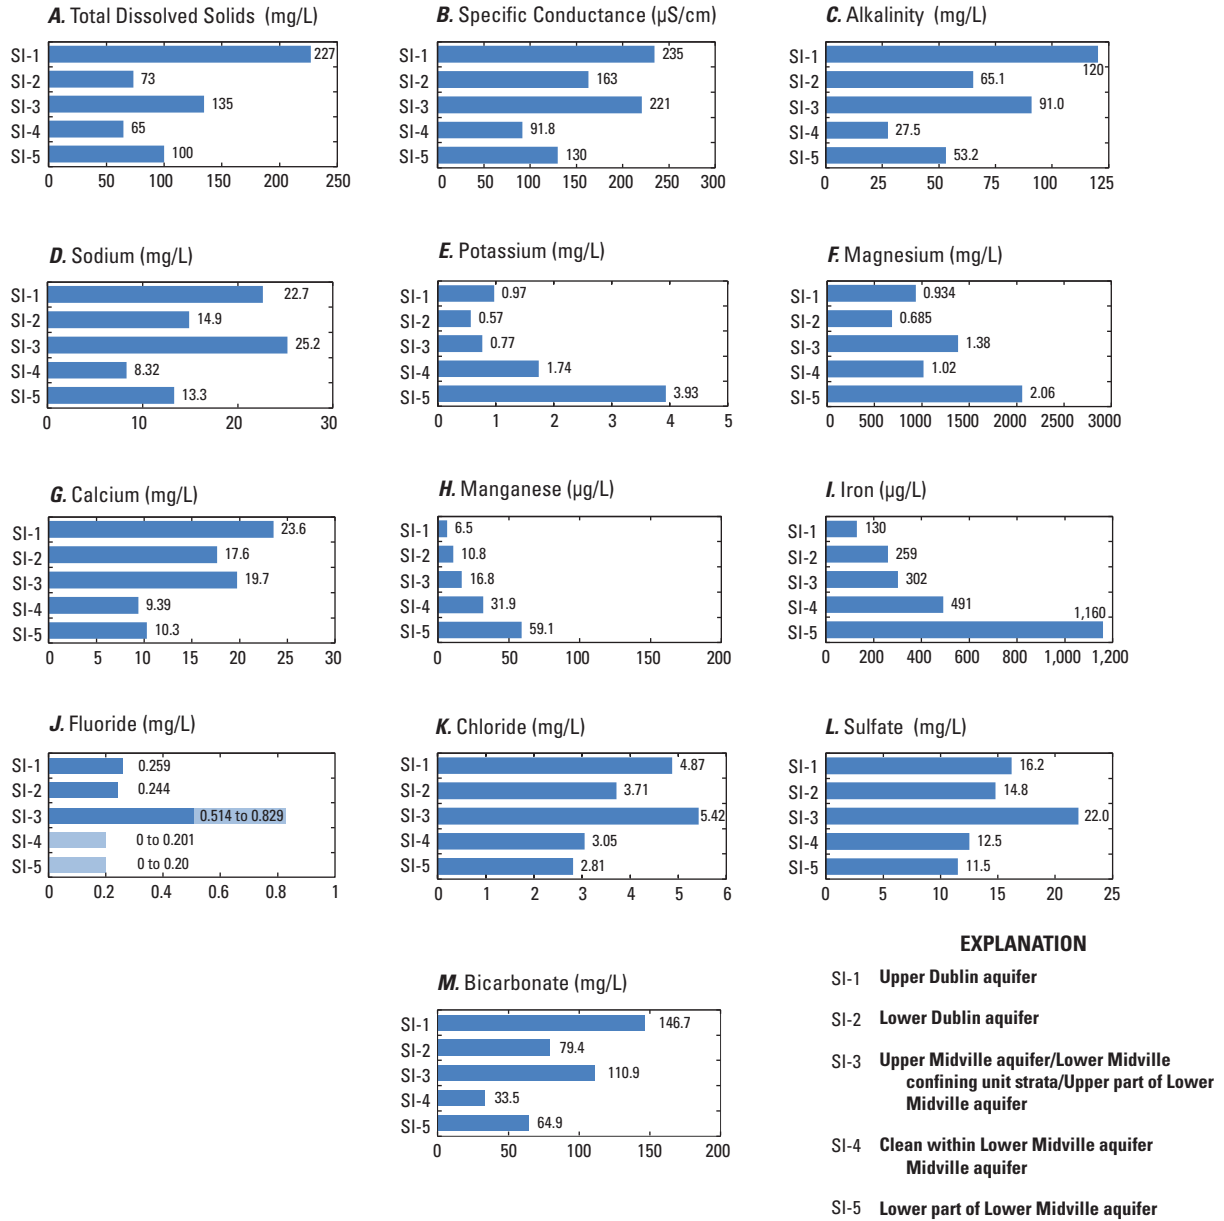 A. Total Dissolved Solids (mg/L)
SI-1 227
SI-2 73
SI-3 135
SI-4 65
SI-5 100
0 50 100 150 200 250
B. Specific Conductance (µS/cm)
SI-1 235
SI-2 163
SI-3 221
SI-4 91.8
SI-5 130
0 50 100 150 200 250 300
C. Alkalinity (mg/L)
SI-1 120
SI-2 65.1
SI-3 91.0
SI-4 27.5
SI-5 53.2
0 25 50 75 100 125
D. Sodium (mg/L)
SI-1 22.7
SI-2 14.9
SI-3 25.2
SI-4 8.32
SI-5 13.3
0 10 20 30
E. Potassium (mg/L)
SI-1 0.97
SI-2 0.57
SI-3 0.77
SI-4 1.74
SI-5 3.93
0 1 2 3 4 5
F. Magnesium (mg/L)
SI-1 0.934
SI-2 0.685
SI-3 1.38
SI-4 1.02
SI-5 2.06
0 500 1000 1500 2000 2500 3000
G. Calcium (mg/L)
SI-1 23.6
SI-2 17.6
SI-3 19.7
SI-4 9.39
SI-5 10.3
0 5 10 15 20 25 30
H. Manganese (µg/L)
SI-1 6.5
SI-2 10.8
SI-3 16.8
SI-4 31.9
SI-5 59.1
0 50 100 150 200
I. Iron (µg/L)
SI-1 130
SI-2 259
SI-3 302
SI-4 491
SI-5 1,160
0 200 400 600 800 1,000 1,200
J. Fluoride (mg/L)
SI-1 0.259
SI-2 0.244
SI-3 0.514 to 0.829
SI-4 0 to 0.201
SI-5 0 to 0.20
0 0.2 0.4 0.6 0.8 1
K. Chloride (mg/L)
SI-1 4.87
SI-2 3.71
SI-3 5.42
SI-4 3.05
SI-5 2.81
0 1 2 3 4 5 6
L. Sulfate (mg/L)
SI-1 16.2
SI-2 14.8
SI-3 22.0
SI-4 12.5
SI-5 11.5
0 5 10 15 20 25
M. Bicarbonate (mg/L)
SI-1 146.7
SI-2 79.4
SI-3 110.9
SI-4 33.5
SI-5 64.9
0 50 100 150 200
EXPLANATION
SI-1 Upper Dublin aquifer
SI-2 Lower Dublin aquifer
SI-3 Upper Midville aquifer/Lower Midville
confining unit strata/Upper part of Lower
Midville aquifer
SI-4 Clean within Lower Midville aquifer
Midville aquifer
SI-5 Lower part of Lower Midville aquifer